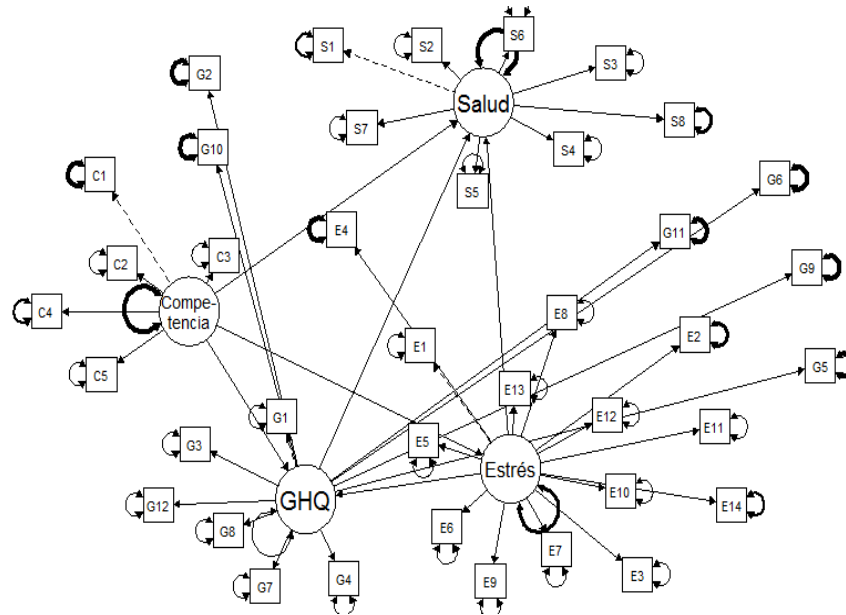 S1
S2
S6
S3
G2
Salud
S8
S7
G10
S4
C1
S5
G6
E4
G11
C3
C2
G9
Compe-
tencia
C4
E8
E2
E1
G5
C5
E13
G1
E12
E11
G3
E5
Estrés
GHQ
G12
E10
E14
G8
E6
E7
G7
G4
E9
E3